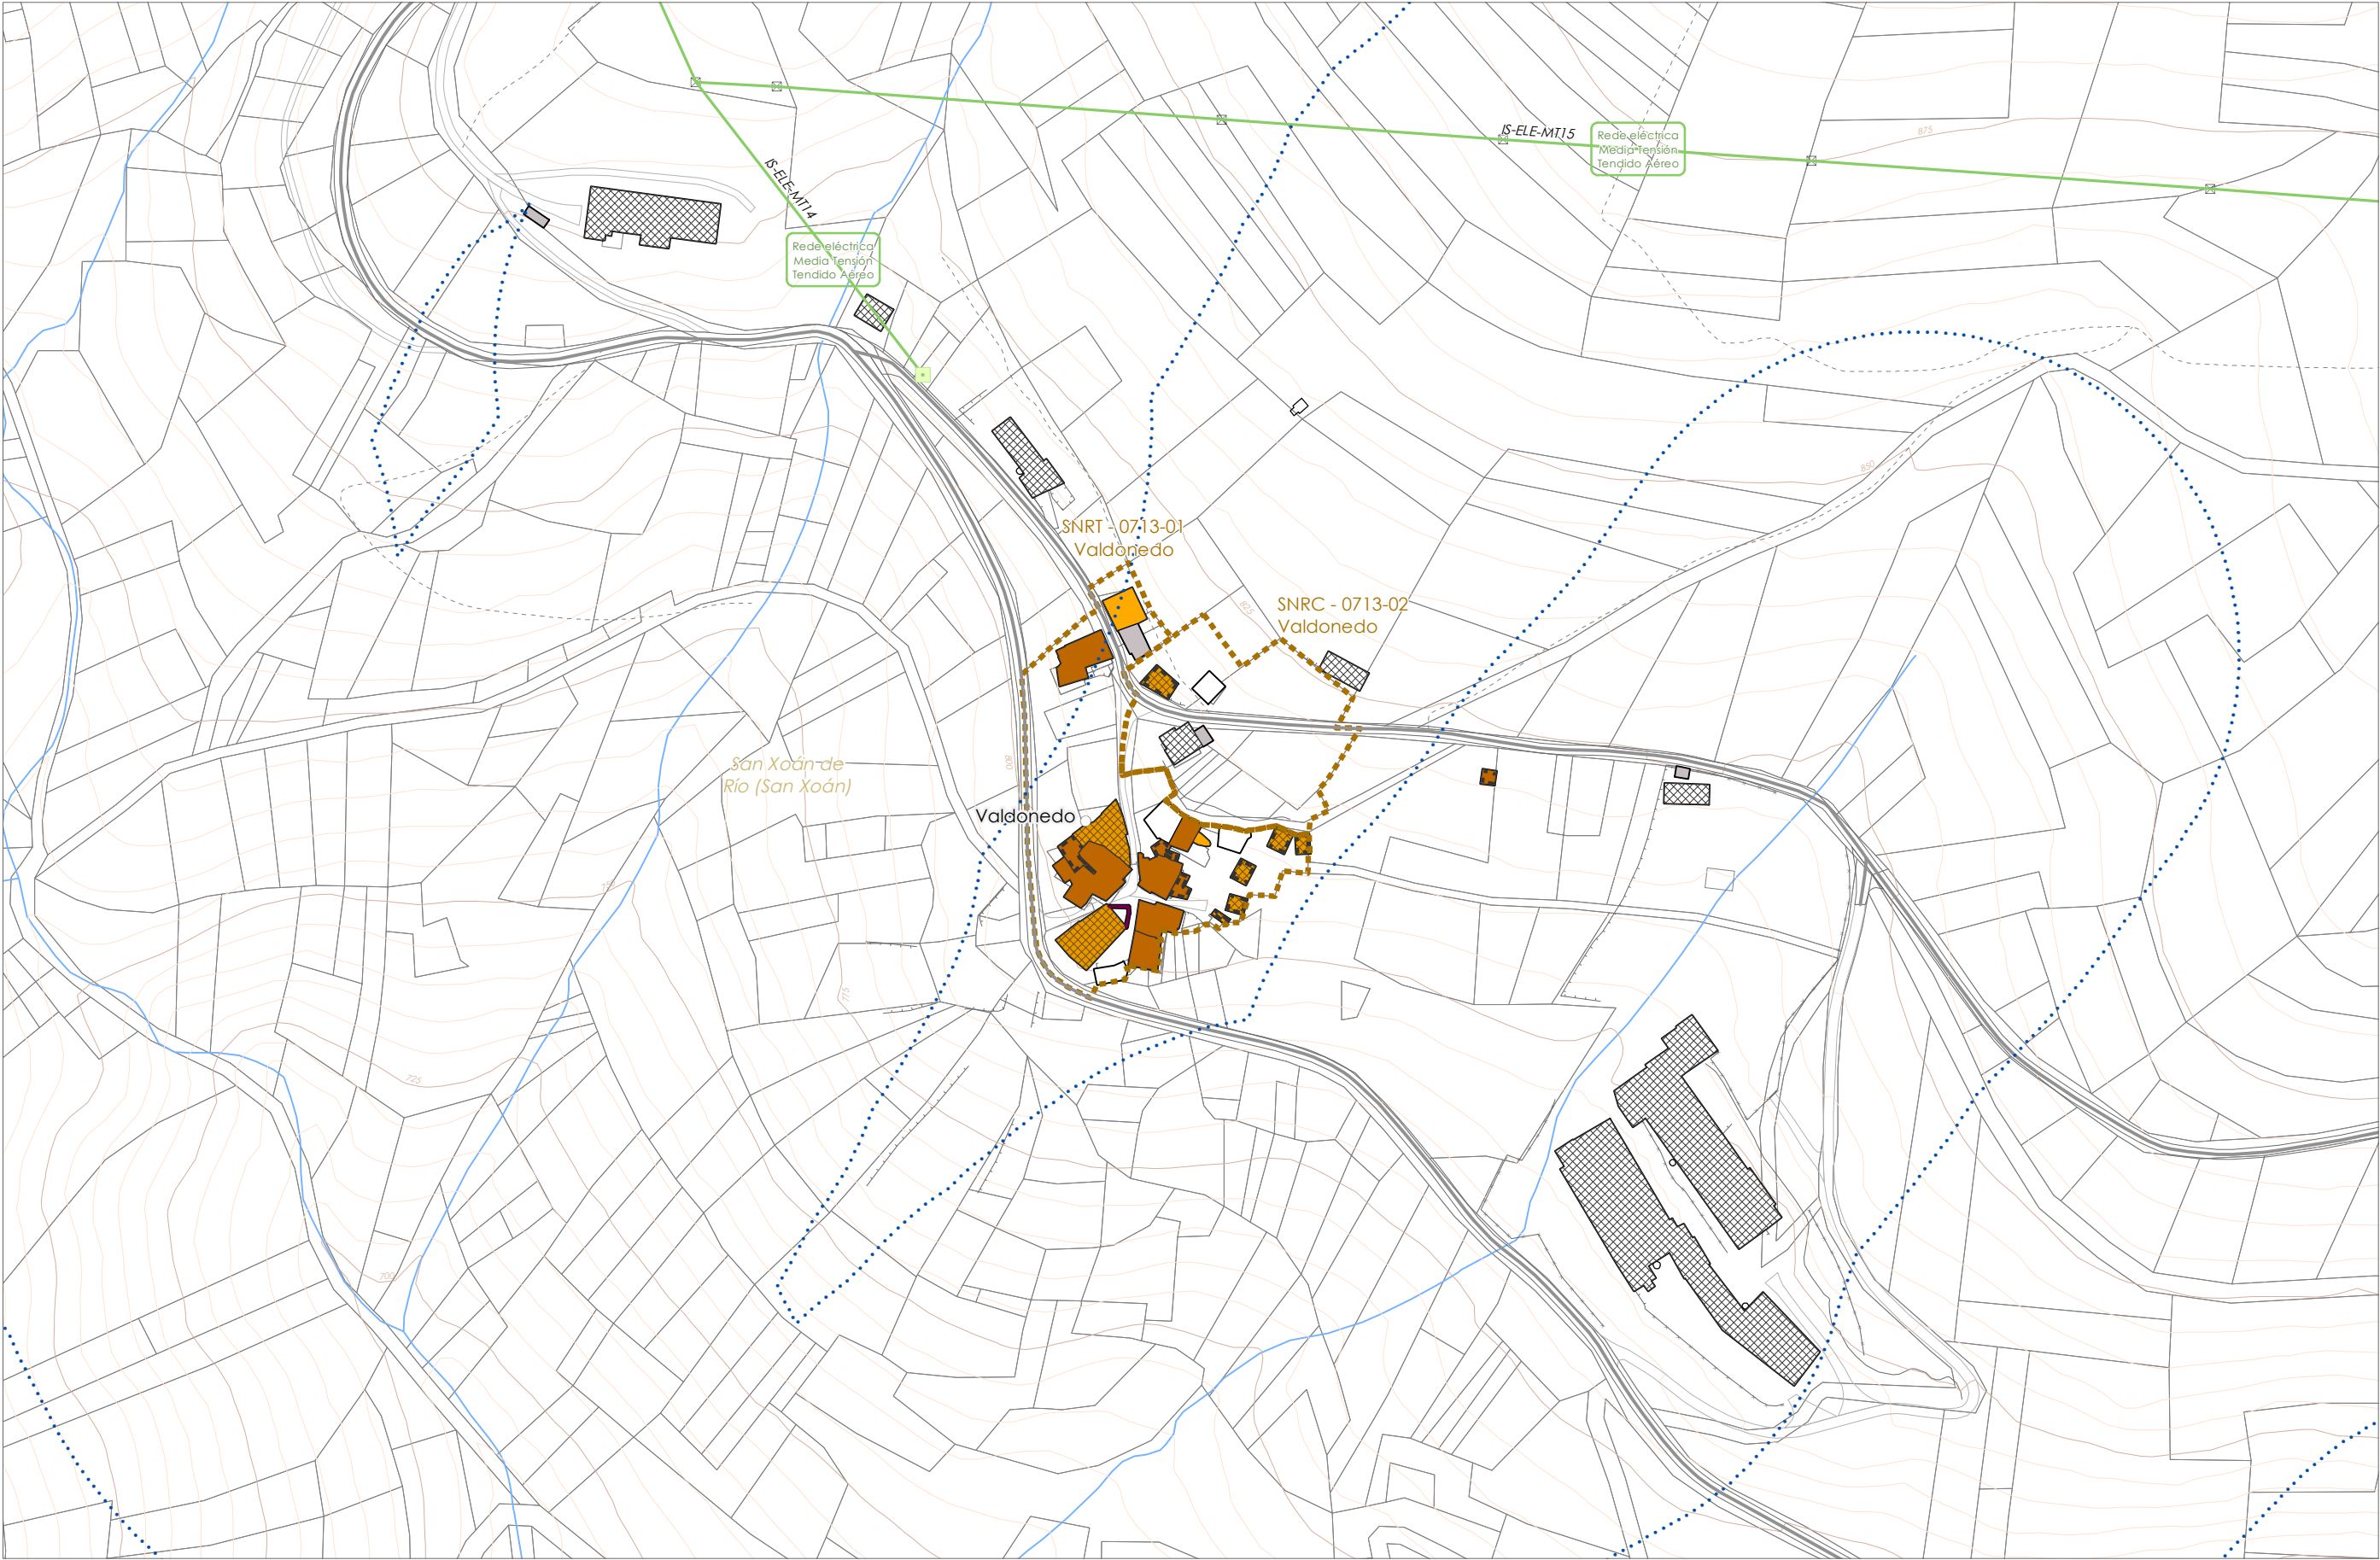 IS-ELE-MT15
Rede eléctrica
Media Tensión
Tendido Aéreo
875
IS-ELE-MT14
Rede eléctrica
Media Tensión
Tendido Aéreo
850
SNRT - 0713-01
Valdonedo
SNRC - 0713-02
Valdonedo
825
800
San Xoán de
Río (San Xoán)
Valdonedo
750
775
725
700